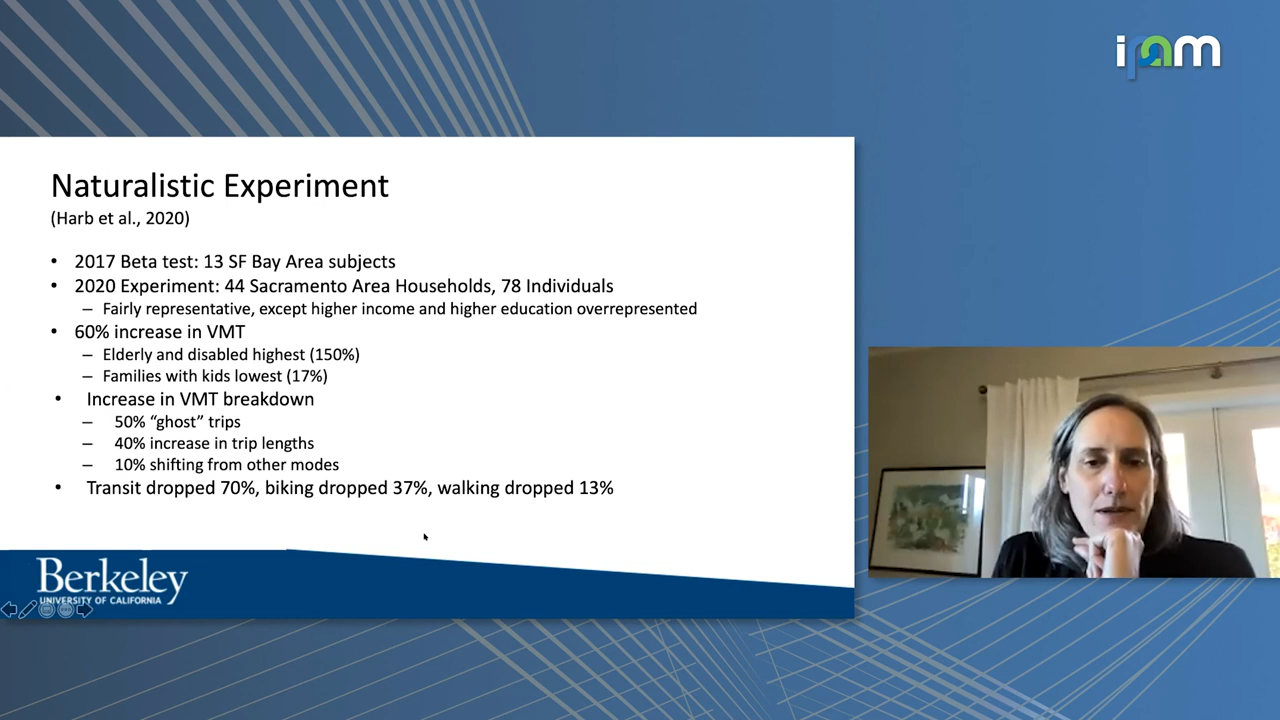 ipam
Naturalistic Experiment
(Harb et al., 2020)
• 2017 Beta test: 13 SF Bay Area subjects
• 2020 Experiment: 44 Sacramento Area Households, 78 Individuals
– Fairly representative, except higher income and higher education overrepresented
• 60% increase in VMT
– Elderly and disabled highest (150%)
– Families with kids lowest (17%)
• Increase in VMT breakdown
– 50% “ghost” trips
– 40% increase in trip lengths
– 10% shifting from other modes
• Transit dropped 70%, biking dropped 37%, walking dropped 13%
Berkeley
UNIVERSITY OF CALIFORNIA